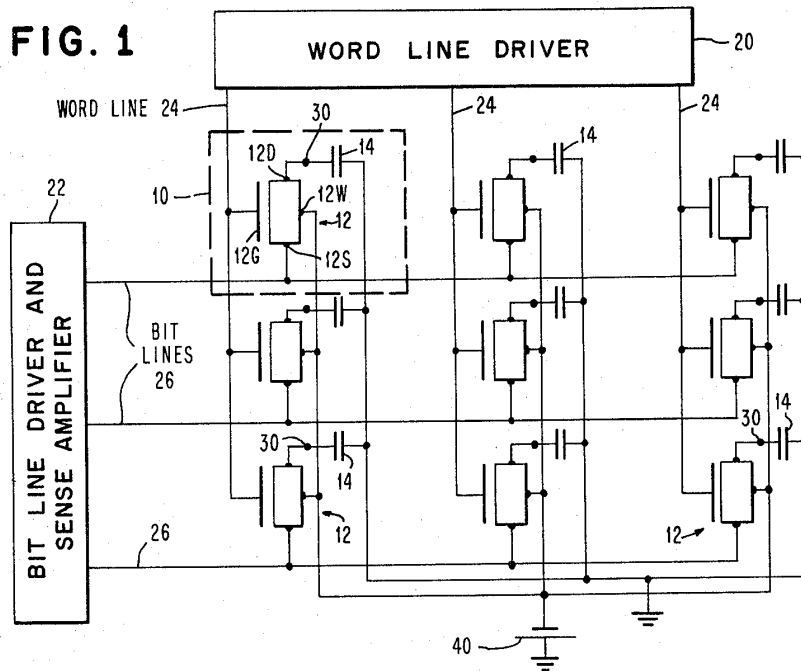 FIG. 1
WORD LINE DRIVER
20
WORD LINE 24
24
24
30
14
14
12D
10
12W
12
12G
12S
22
BIT LINE DRIVER AND
SENSE AMPLIFIER
BIT
LINES
26
30
14
30
14
12
12
26
40